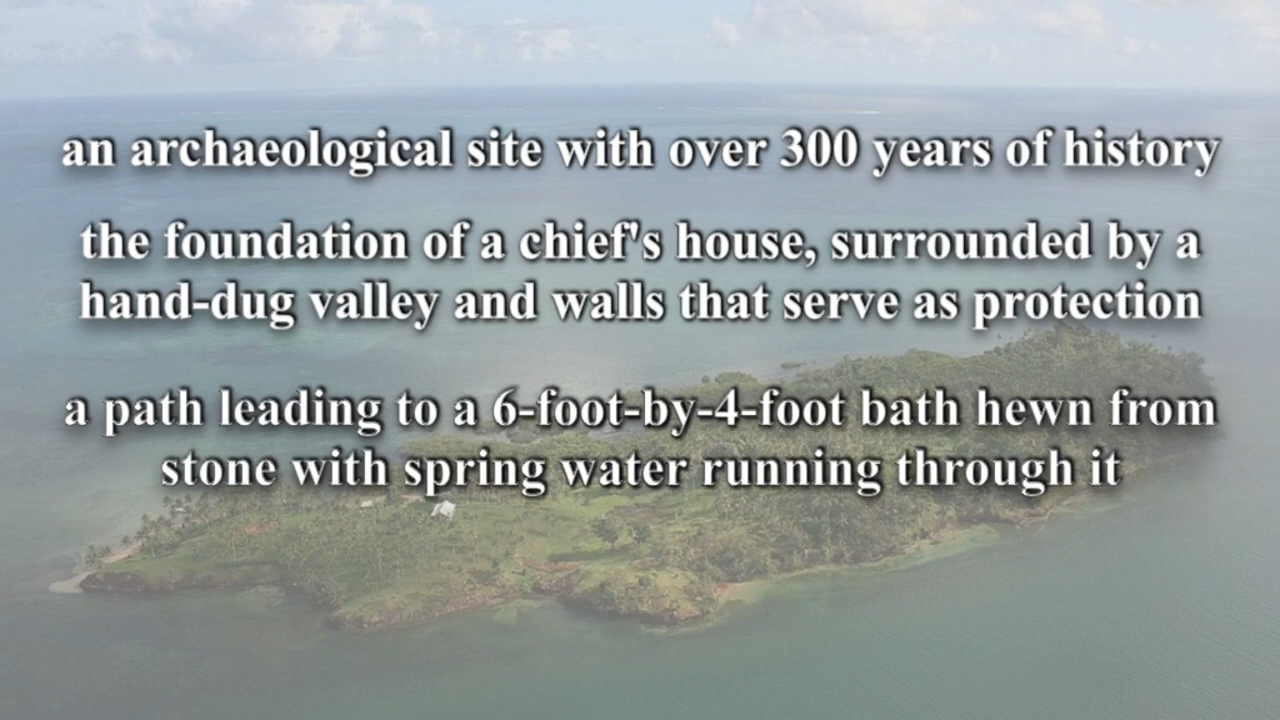 an archaeological site with over 300 years of history
the foundation of a chief's house, surrounded by a
hand-dug valley and walls that serve as protection
a path leading to a 6-foot-by-4-foot bath hewn from
stone with spring water running through it